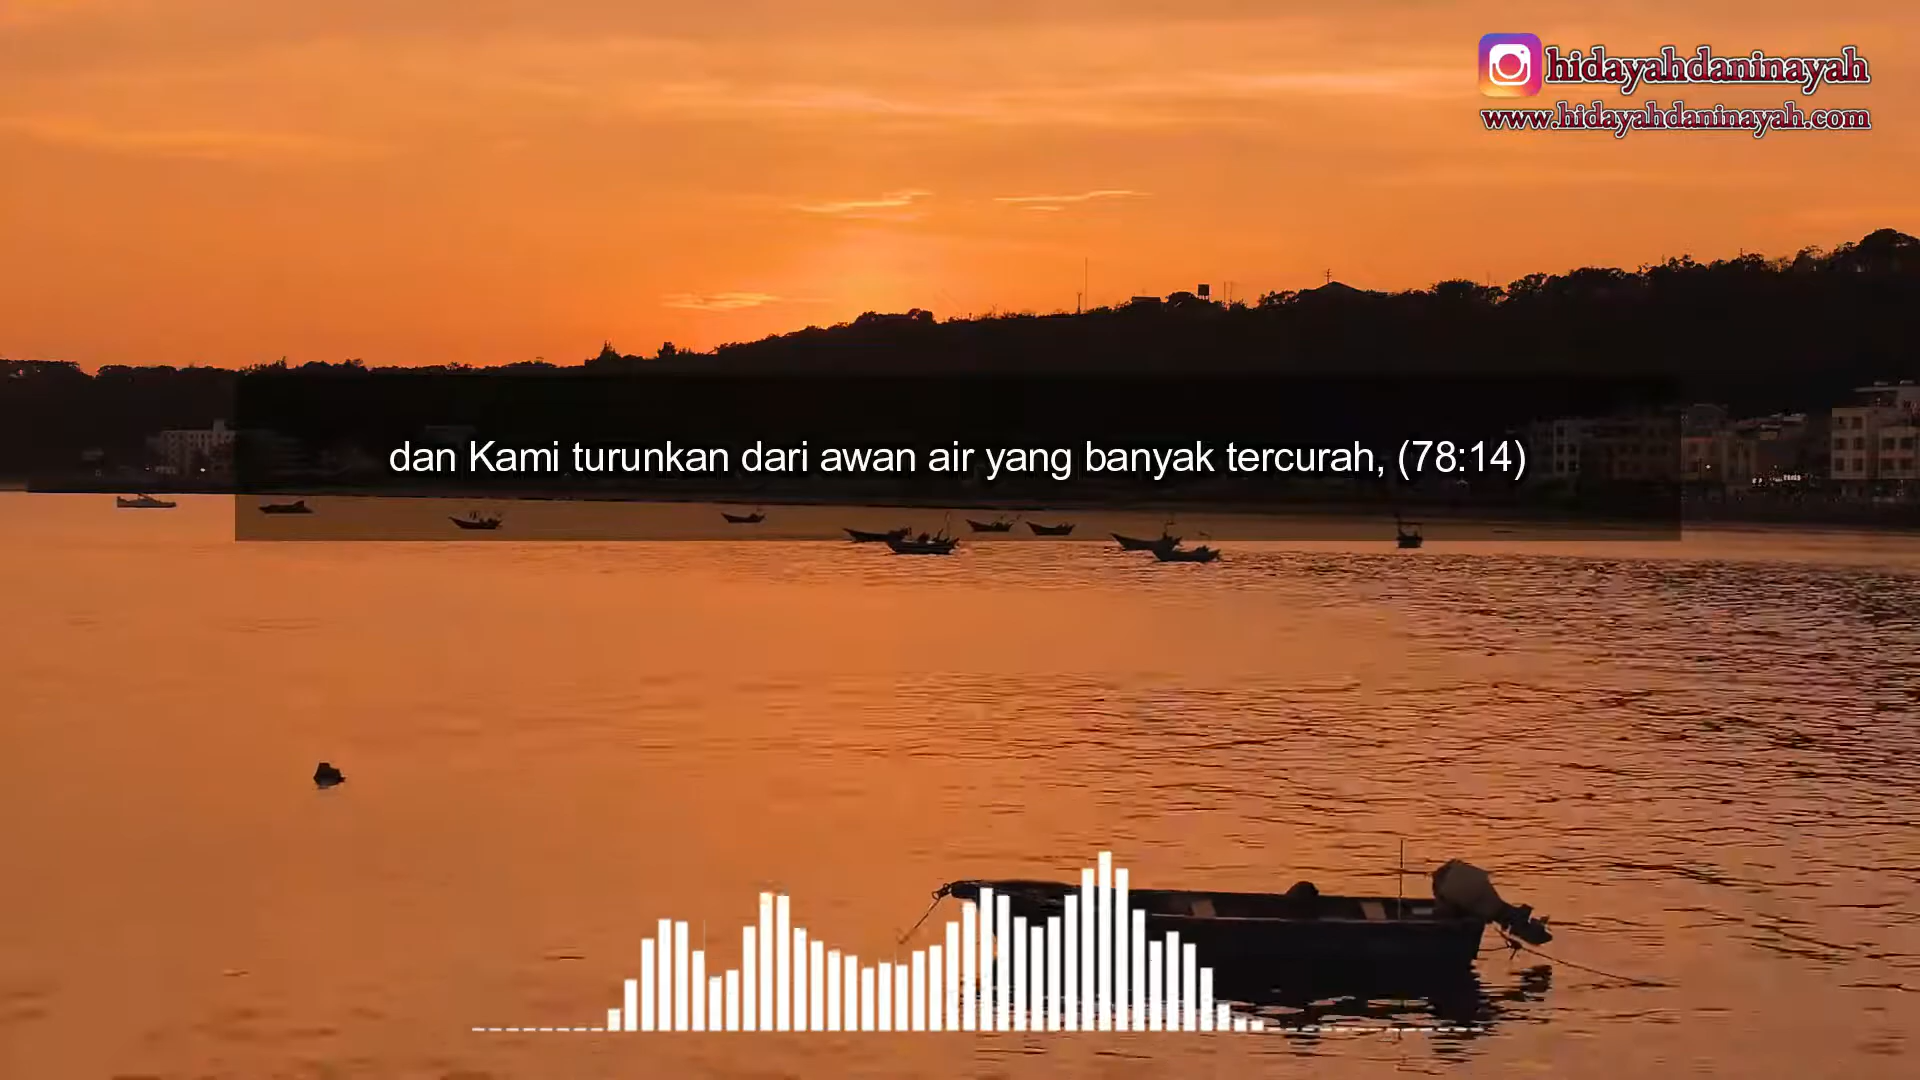 hidayahdaninayah
www.hidayahdaninayah.com
dan Kami turunkan dari awan air yang banyak tercurah, (78:14)